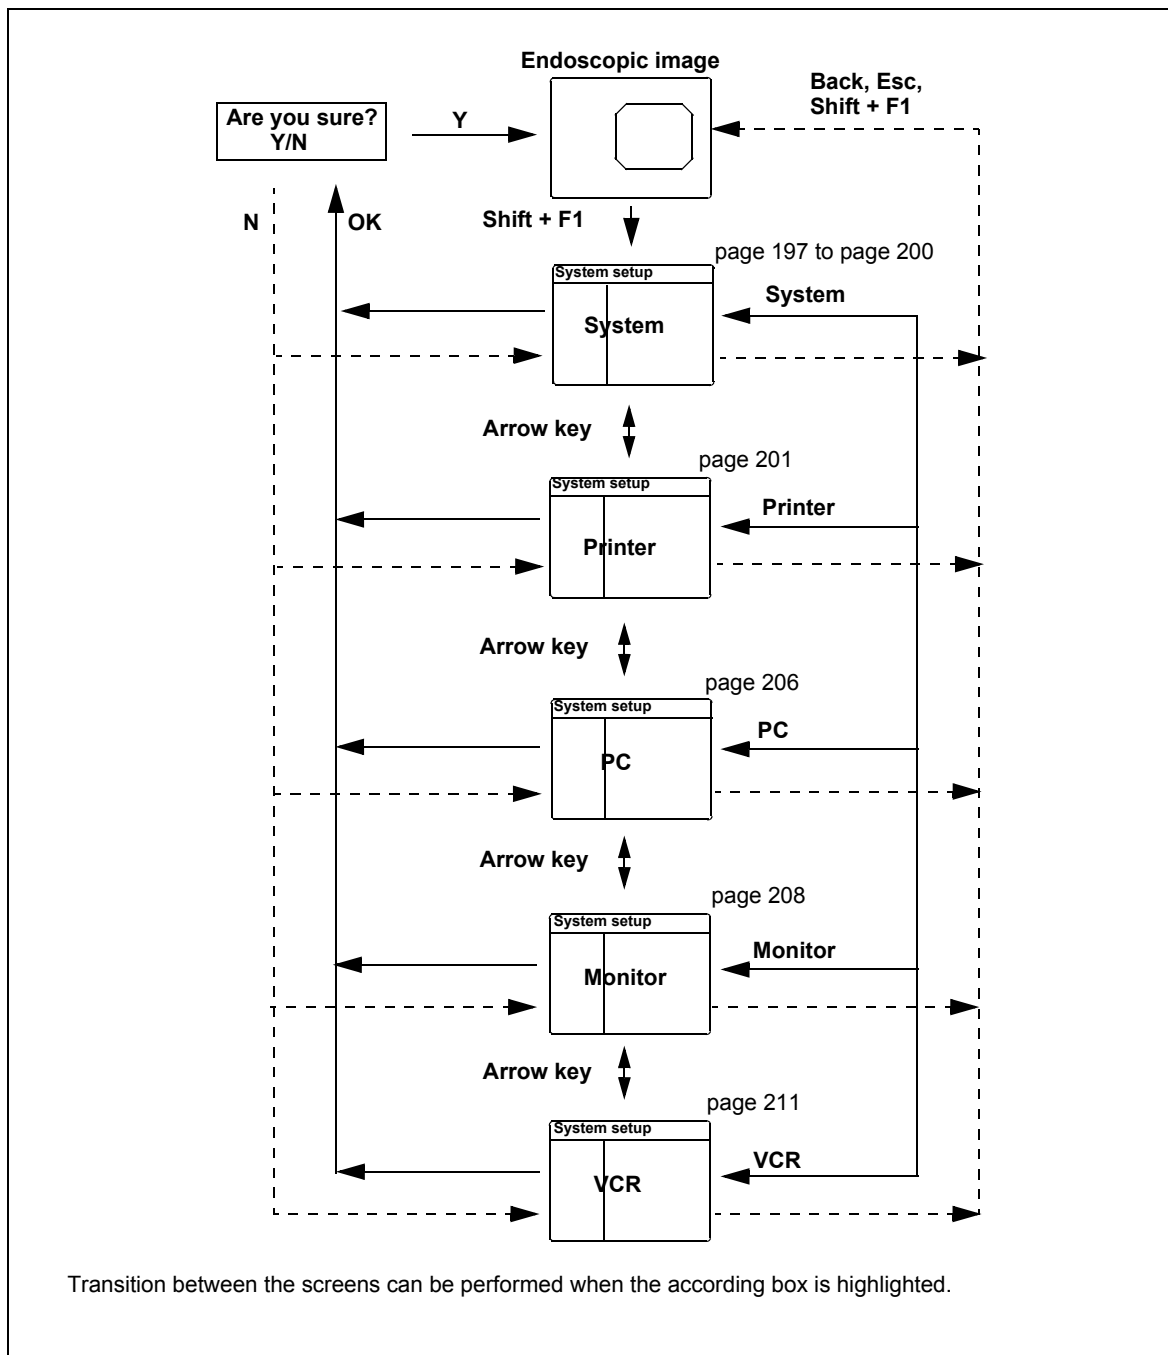 Endoscopic image
Back, Esc,
Shift + F1
Are you sure?
Y/N
Y
N
OK
Shift + F1
page 197 to page 200
System setup
System
System
Arrow key
page 201
System setup
Printer
Printer
Arrow key
page 206
System setup
PC
PC
Arrow key
page 208
System setup
Monitor
Monitor
Arrow key
page 211
System setup
VCR
VCR
Transition between the screens can be performed when the according box is highlighted.